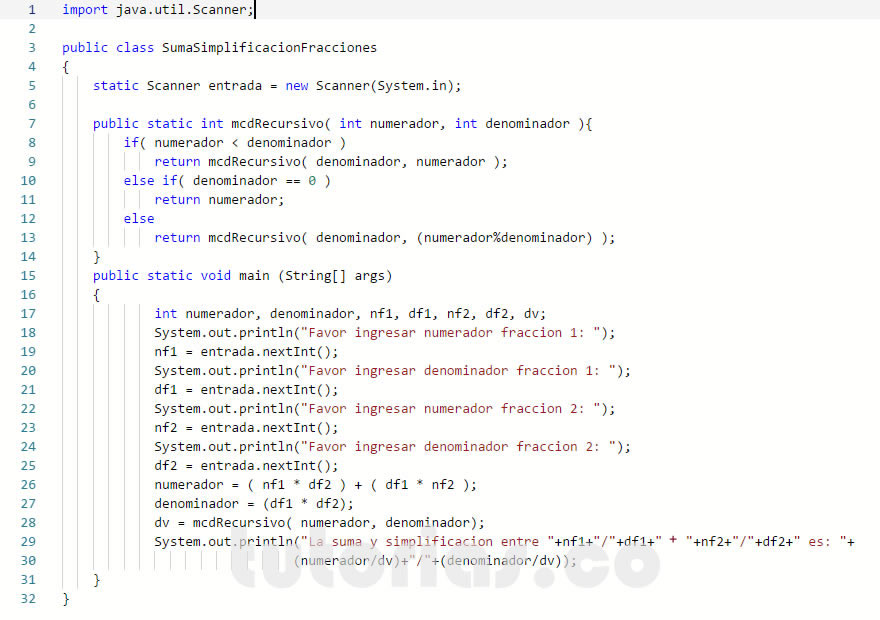 1 import java.util.Scanner;
2
3 public class SumaSimplificacionFracciones
4 {
5 static Scanner entrada = new Scanner(System.in);
6
7 public static int mcdRecursivo( int numerador, int denominador ){
8 if( numerador < denominador )
9 return mcdRecursivo( denominador, numerador );
10 else if( denominador == 0 )
11 return numerador;
12 else
13 return mcdRecursivo( denominador, (numerador%denominador) );
14 }
15 public static void main (String[] args)
16 {
17 int numerador, denominador, nf1, df1, nf2, df2, dv;
18 System.out.println("Favor ingresar numerador fraccion 1: ");
19 nf1 = entrada.nextInt();
20 System.out.println("Favor ingresar denominador fraccion 1: ");
21 df1 = entrada.nextInt();
22 System.out.println("Favor ingresar numerador fraccion 2: ");
23 nf2 = entrada.nextInt();
24 System.out.println("Favor ingresar denominador fraccion 2: ");
25 df2 = entrada.nextInt();
26 numerador = ( nf1 * df2 ) + ( df1 * nf2 );
27 denominador = (df1 * df2);
28 dv = mcdRecursivo( numerador, denominador);
29 System.out.println("La suma y simplificacion entre "+nf1+"/"+df1+" + "+nf2+"/"+df2+" es: "+
30 (numerador/dv)+"/"+(denominador/dv));
31 }
32 }
tutorias.co